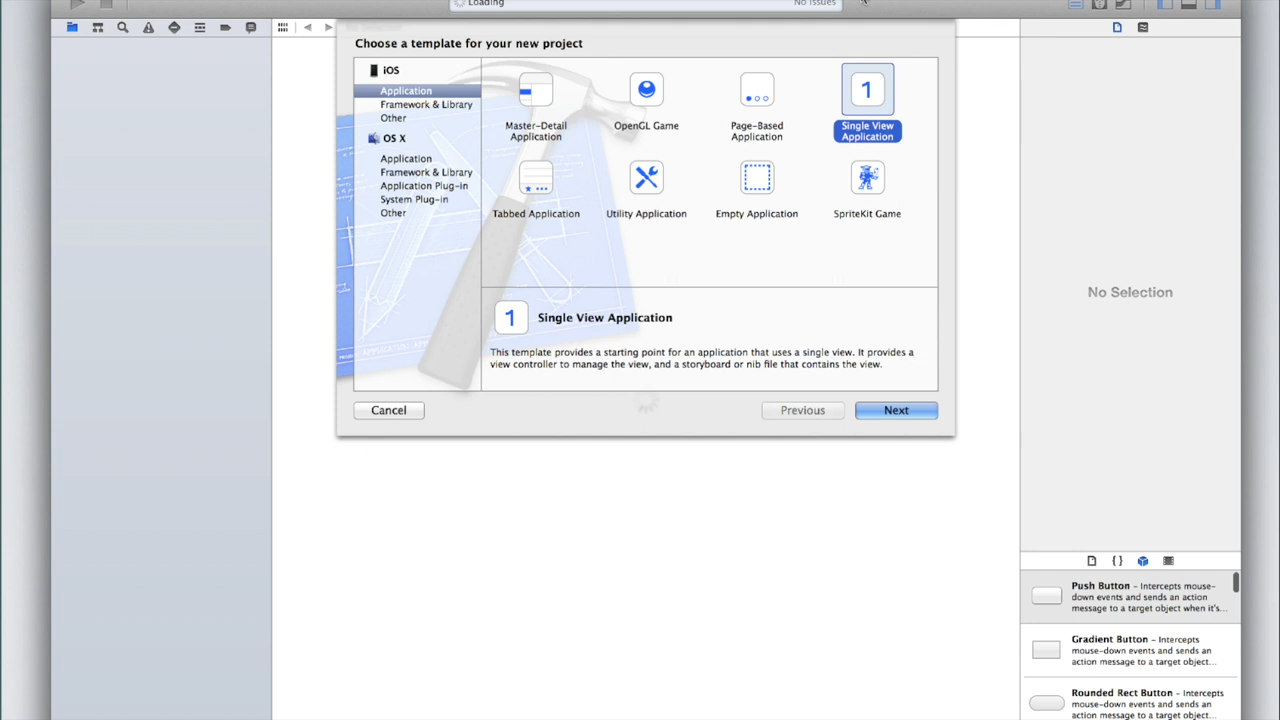 Loading
No Issues
Choose a template for your new project
iOS
Application
Framework & Library
Other
OS X
Application
Framework & Library
Application Plug-in
System Plug-in
Other
Master-Detail
Application
OpenGL Game
Page-Based
Application
1
Single View
Application
Tabbed Application
Utility Application
Empty Application
SpriteKit Game
1
Single View Application
This template provides a starting point for an application that uses a single view. It provides a
view controller to manage the view, and a storyboard or nib file that contains the view.
Cancel
Previous
Next
No Selection
{ }
Push Button – Intercepts mouse-
down events and sends an action
message to a target object when it's...
Gradient Button – Intercepts
mouse-down events and sends an
action message to a target object...
Rounded Rect Button – Intercepts
mouse-down events and sends an
action message to a target object...